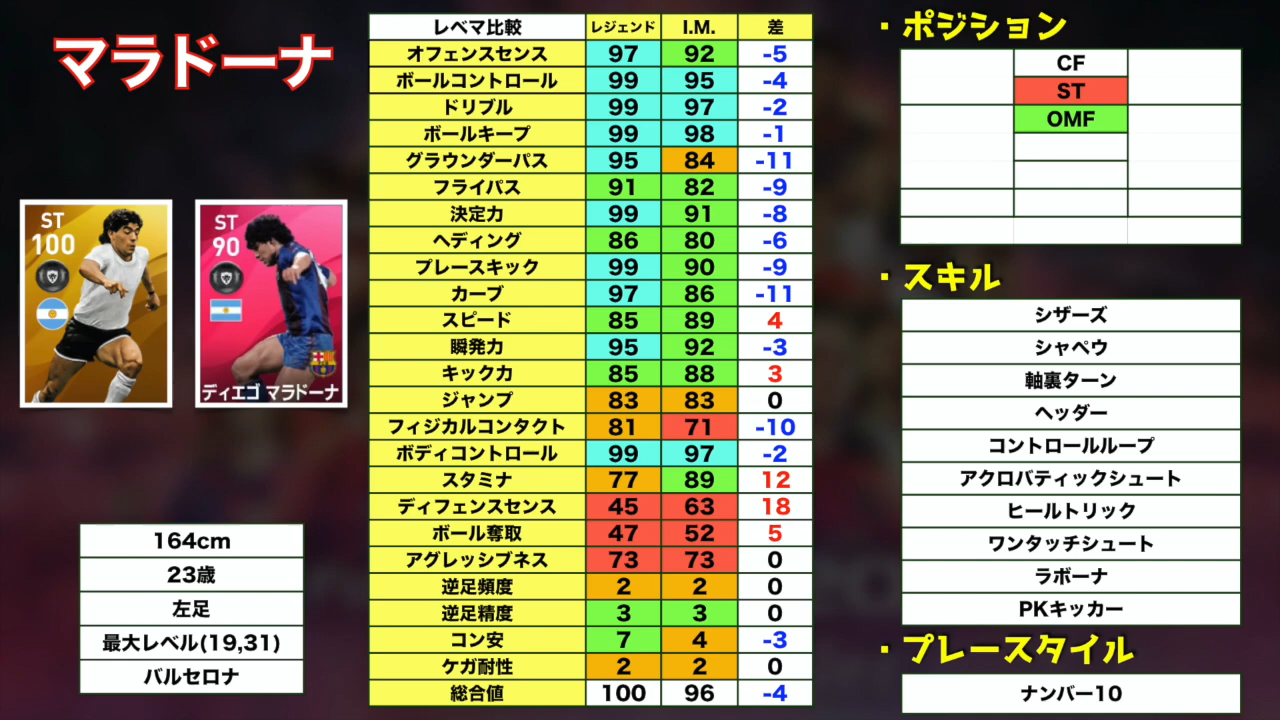 マラドーナ
ST
100
ST
90
ディエゴ マラドーナ
164cm
23歳
左足
最大レベル(19,31)
バルセロナ
レベマ比較 レジェンド I.M. 差
オフェンスセンス 97 92 -5
ボールコントロール 99 95 -4
ドリブル 99 97 -2
ボールキープ 99 98 -1
グラウンダーパス 95 84 -11
フライパス 91 82 -9
決定力 99 91 -8
ヘディング 86 80 -6
プレースキック 99 90 -9
カーブ 97 86 -11
スピード 85 89 4
瞬発力 95 92 -3
キック力 85 88 3
ジャンプ 83 83 0
フィジカルコンタクト 81 71 -10
ボディコントロール 99 97 -2
スタミナ 77 89 12
ディフェンスセンス 45 63 18
ボール奪取 47 52 5
アグレッシブネス 73 73 0
逆足頻度 2 2 0
逆足精度 3 3 0
コン安 7 4 -3
ケガ耐性 2 2 0
総合値 100 96 -4
・ポジション
CF
ST
OMF
・スキル
シザーズ
シャペウ
軸裏ターン
ヘッダー
コントロールループ
アクロバティックシュート
ヒールトリック
ワンタッチシュート
ラボーナ
PKキッカー
・プレースタイル
ナンバー10